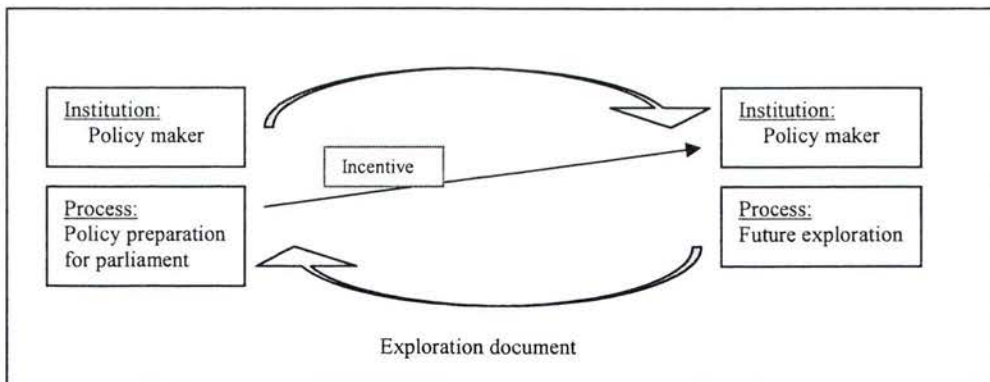 Institution:
Policy maker
Process:
Policy preparation
for parliament
Incentive
Institution:
Policy maker
Process:
Future exploration
Exploration document